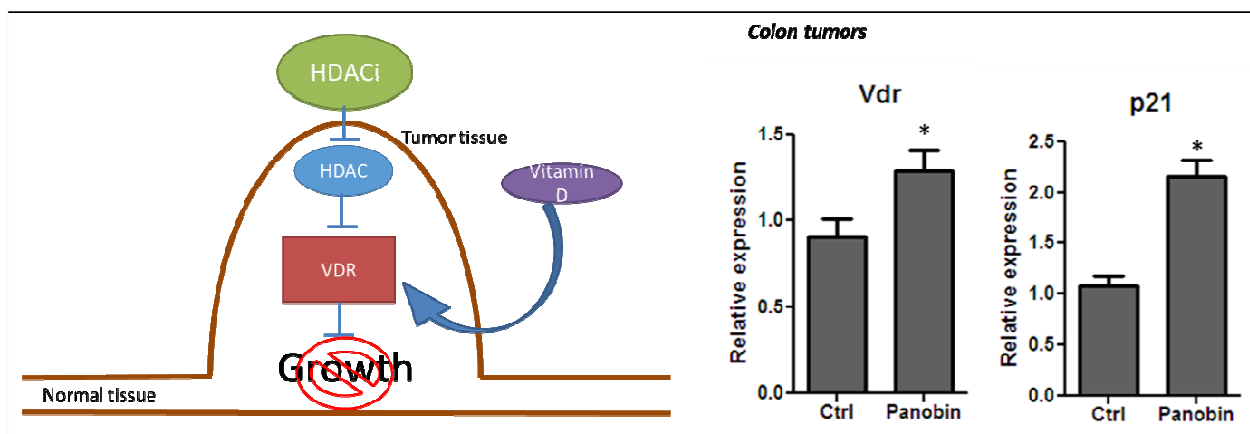 HDACi
Tumor tissue
HDAC
Vitamin
D
VDR
Growth
Normal tissue
Colon tumors
Vdr
*
Relative expression
1.5
1.0
0.5
0.0
Ctrl Panobin
p21
*
Relative expression
2.5
2.0
1.5
1.0
0.5
0.0
Ctrl Panobin